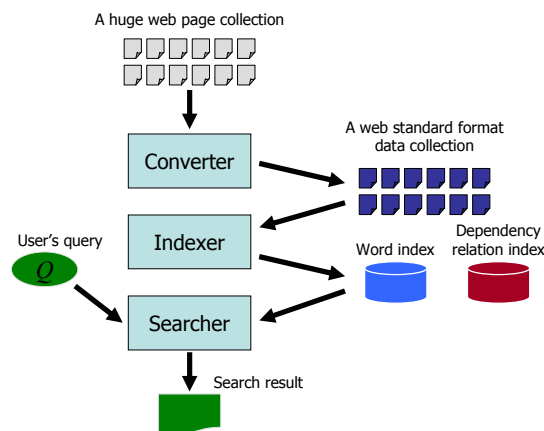 A huge web page collection
Converter
A web standard format
data collection
Indexer
User's query
Q
Word index
Dependency
relation index
Searcher
Search result